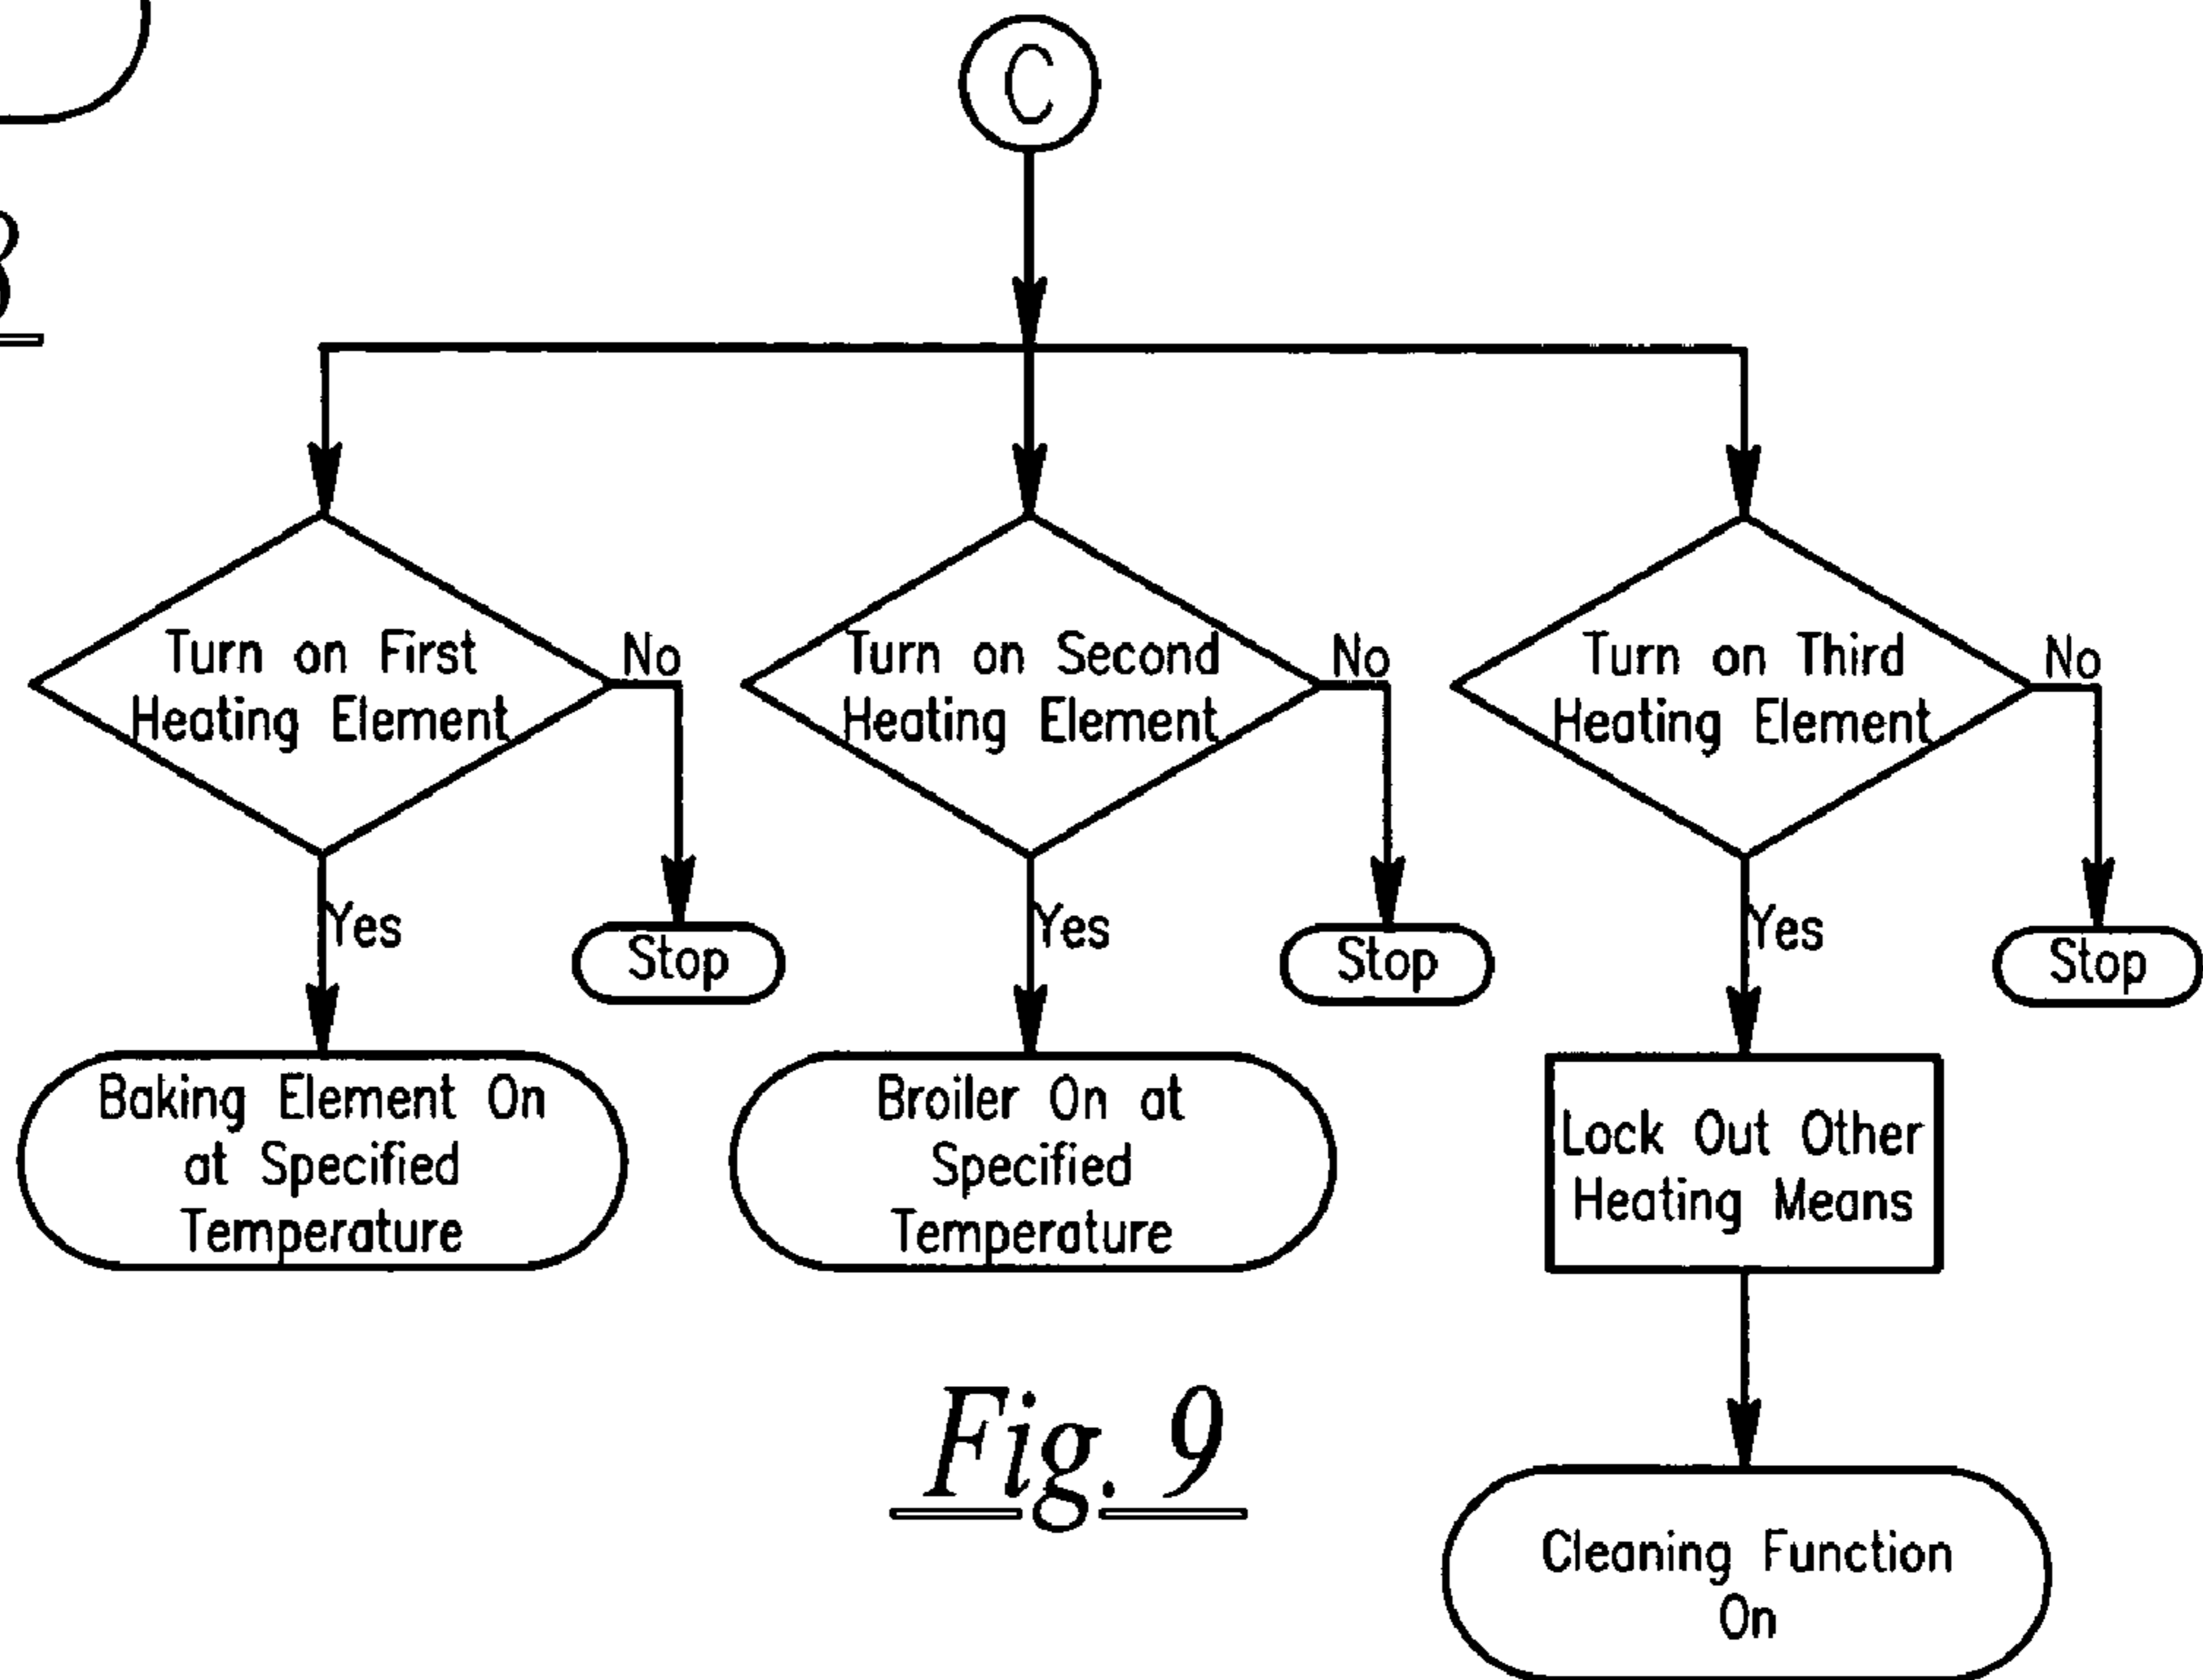 C
Turn on First
Heating Element
No
Yes
Stop
Baking Element On
at Specified
Temperature
Turn on Second
Heating Element
No
Yes
Stop
Broiler On at
Specified
Temperature
Turn on Third
Heating Element
No
Yes
Stop
Lock Out Other
Heating Means
Cleaning Function
On
Fig. 9